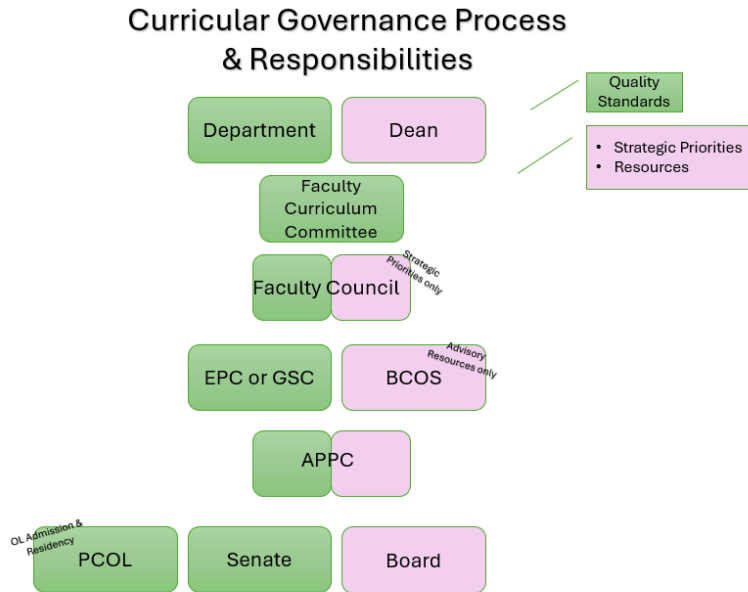 Curricular Governance Process
& Responsibilities
Quality
Standards
Department
Dean
• Strategic Priorities
• Resources
Faculty
Curriculum
Committee
Strategic
Priorities only
Faculty Council
Advisory
Resources only
EPC or GSC
BCOS
APPC
OL Admission &
Residency
PCOL
Senate
Board